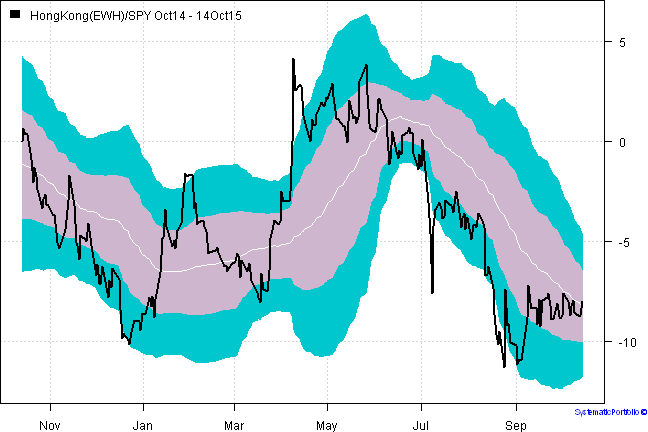 HongKong(EWH)/SPY Oct14 - 14Oct15
5
0
-5
-10
Nov Jan Mar May Jul Sep
SystematicPortfolio ©